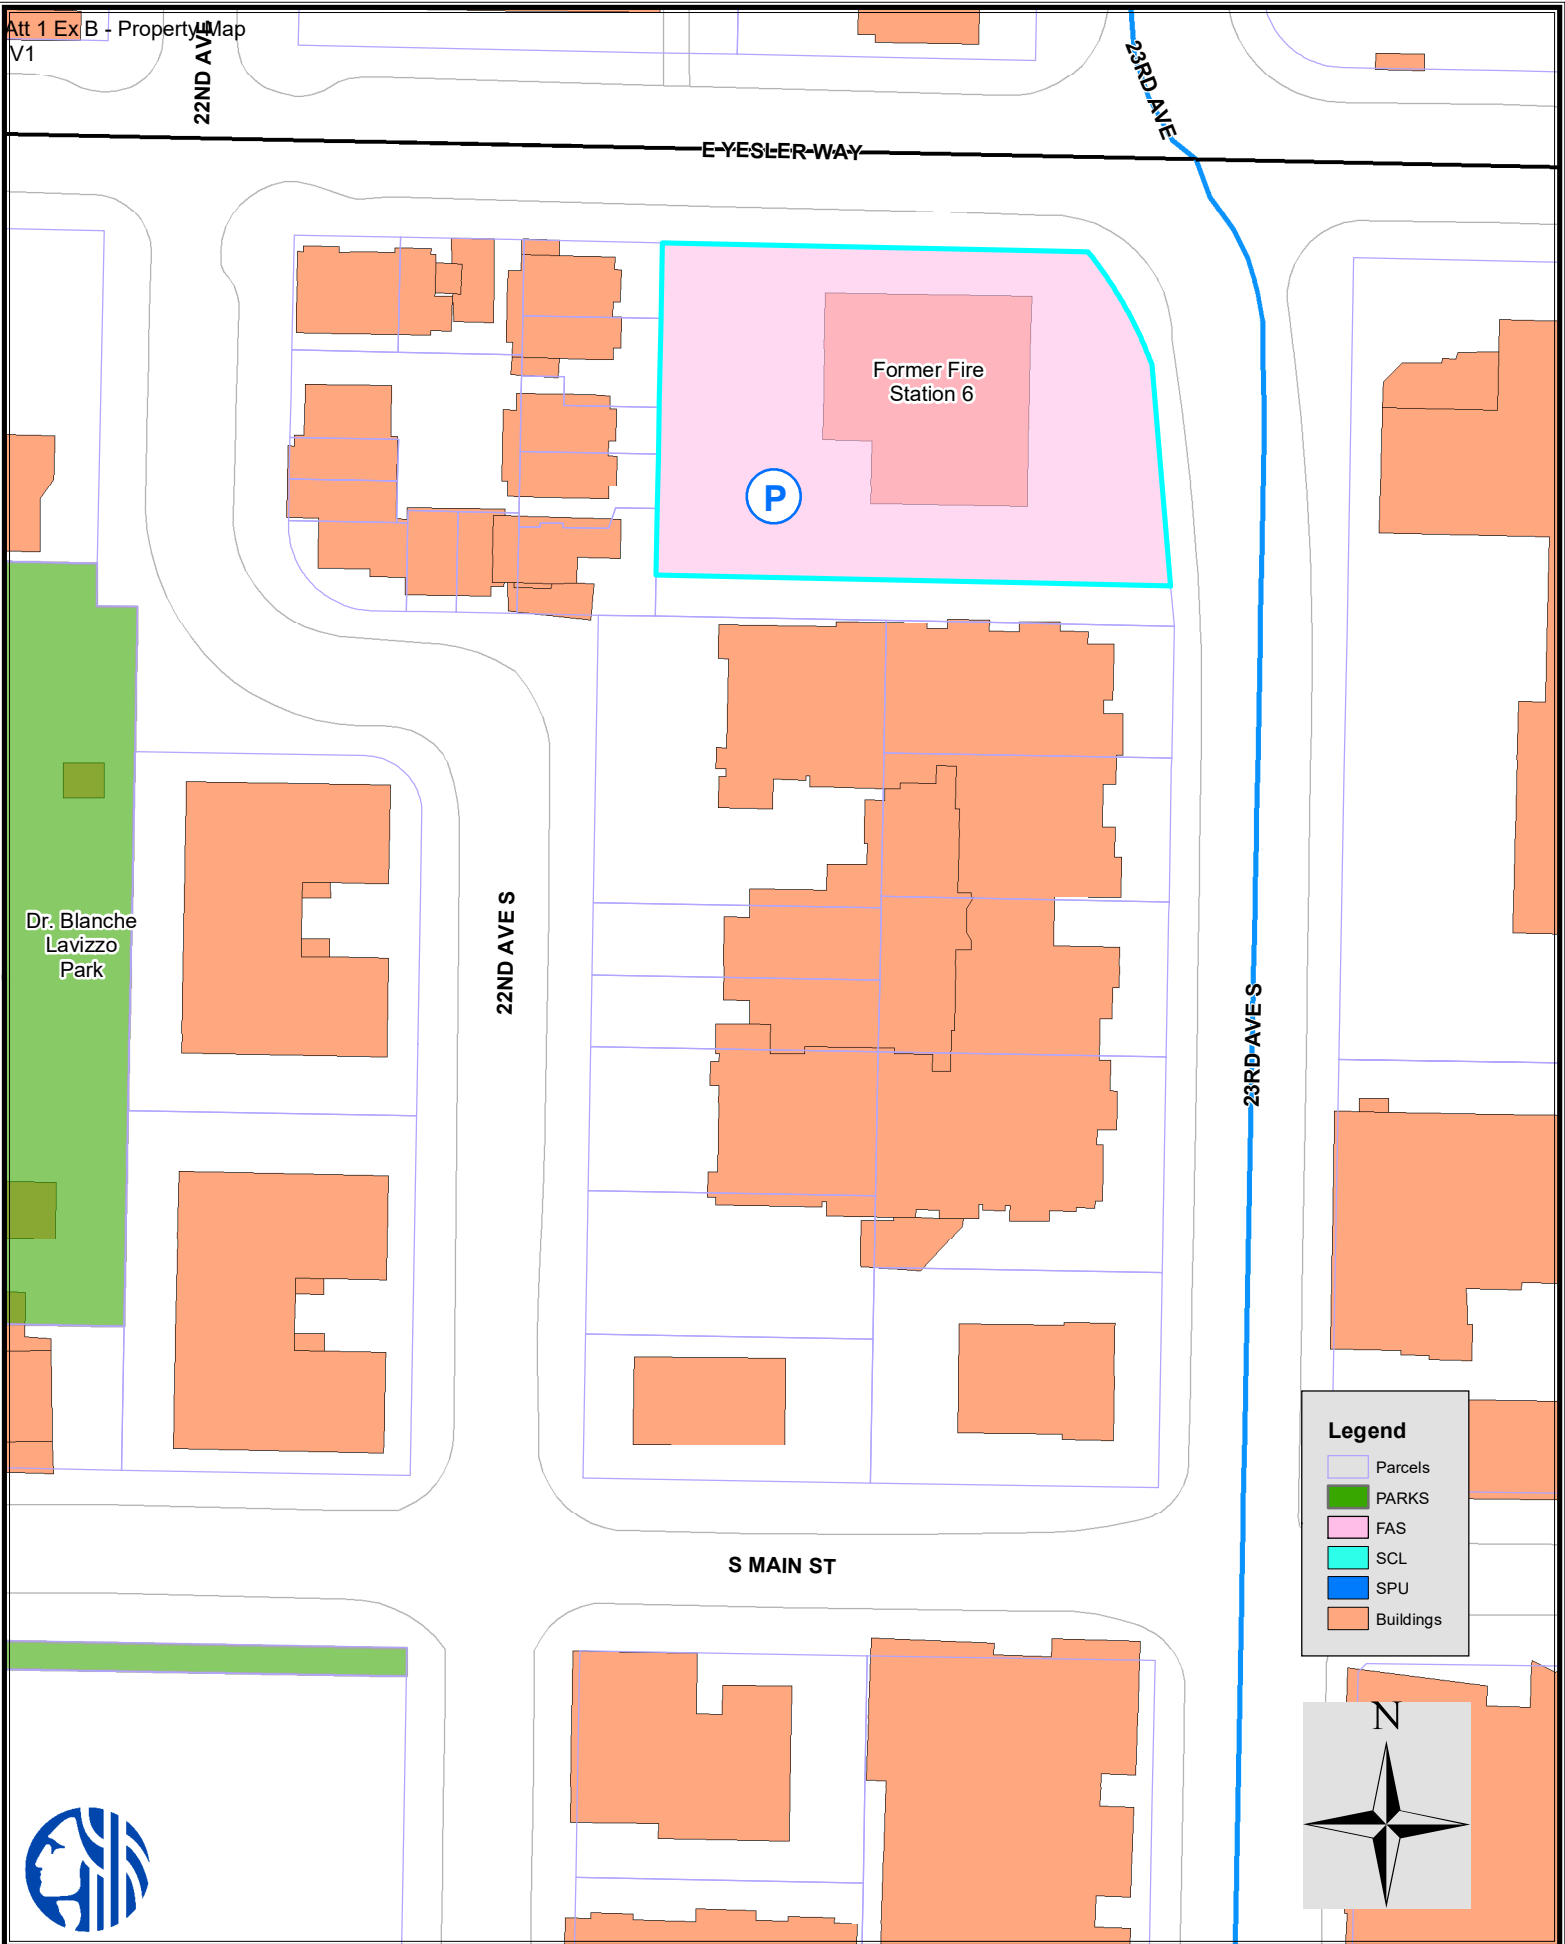 Att 1 Ex B - Property Map
V1
22ND AVE
23RD AVE
E YESLER WAY
Former Fire
Station 6
P
Dr. Blanche
Lavizzo
Park
22ND AVE S
23RD AVE S
Legend
Parcels
PARKS
FAS
SCL
SPU
Buildings
S MAIN ST
N